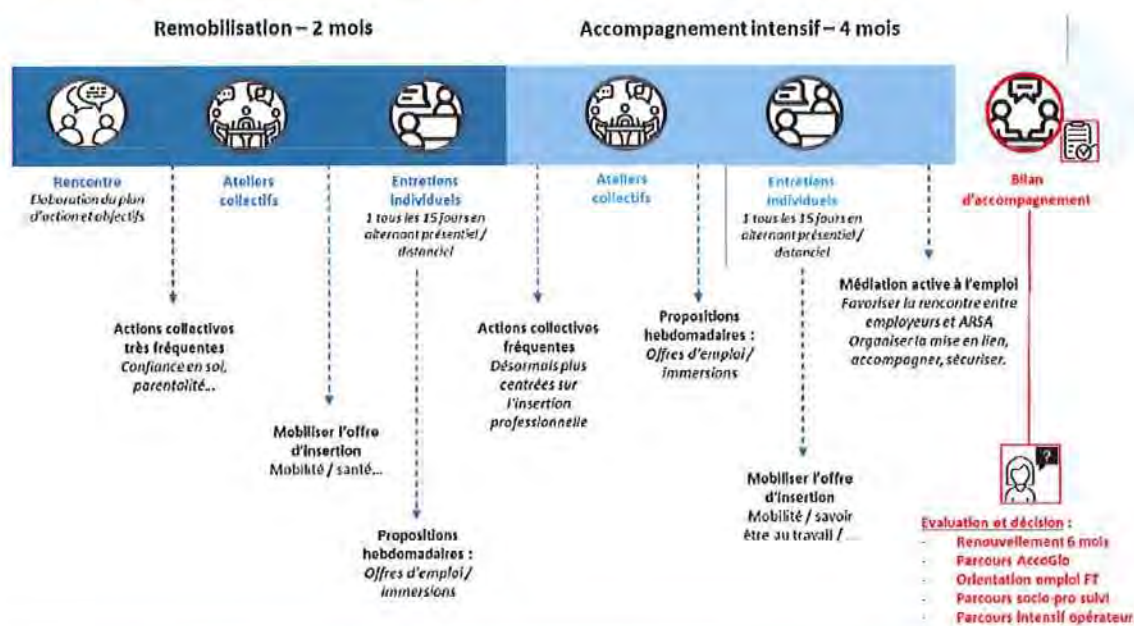 Remobilisation – 2 mois
Accompagnement intensif – 4 mois
Rencontre
Elaboration du plan
d'action et objectifs
Ateliers
collectifs
Entretiens
individuels
1 tous les 15 jours en
alternant présentiel /
distanciel
Ateliers
collectifs
Entretiens
individuels
1 tous les 15 jours en
alternant présentiel /
distanciel
Bilan
d'accompagnement
Actions collectives
très fréquentes
Confiance en soi,
parentalité...
Mobiliser l'offre
d'insertion
Mobilité / santé...
Propositions
hebdomadaires :
Offres d'emploi /
immersions
Actions collectives
fréquentes
Désormais plus
centrées sur
l'insertion
professionnelle
Propositions
hebdomadaires :
Offres d'emploi /
immersions
Mobiliser l'offre
d'insertion
Mobilité / savoir
être au travail / ...
Médiation active à l'emploi
Favoriser la rencontre entre
employeurs et ARSA
Organiser la mise en lien,
accompagner, sécuriser.
?
Evaluation et décision :
- Renouvellement 6 mois
- Parcours AccoGlo
- Orientation emploi FT
- Parcours socio-pro suivi
- Parcours intensif opérateur